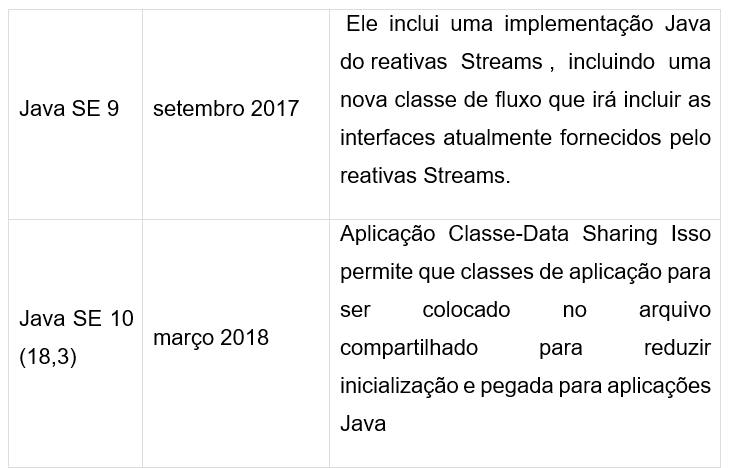 Java SE 9
setembro 2017
Ele inclui uma implementação Java
do reativas Streams , incluindo uma
nova classe de fluxo que irá incluir as
interfaces atualmente fornecidos pelo
reativas Streams.
Java SE 10
(18,3)
março 2018
Aplicação Classe-Data Sharing Isso
permite que classes de aplicação para
ser colocado no arquivo
compartilhado para reduzir
inicialização e pegada para aplicações
Java